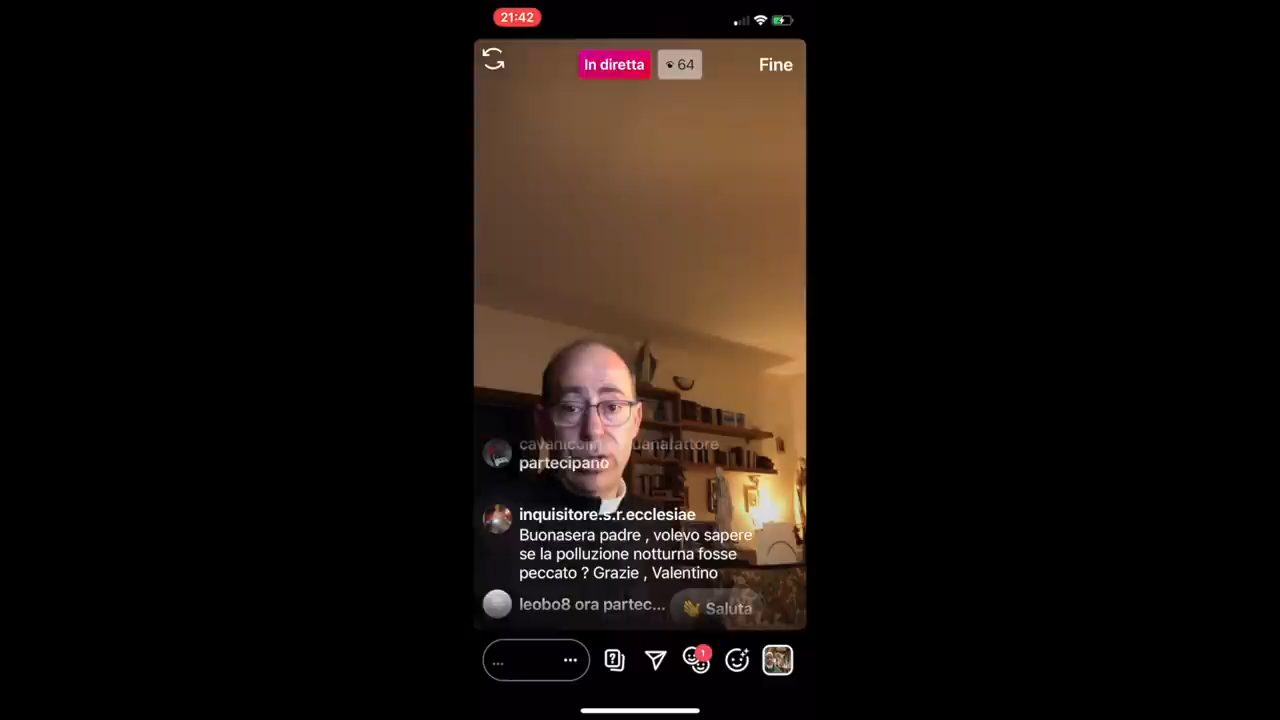 21:42
In diretta
64
Fine
partecipano
inquisitore.s.r.ecclesiae
Buonasera padre , volevo sapere
se la polluzione notturna fosse
peccato ? Grazie , Valentino
leobo8 ora partec...
👋 Saluta
...
1